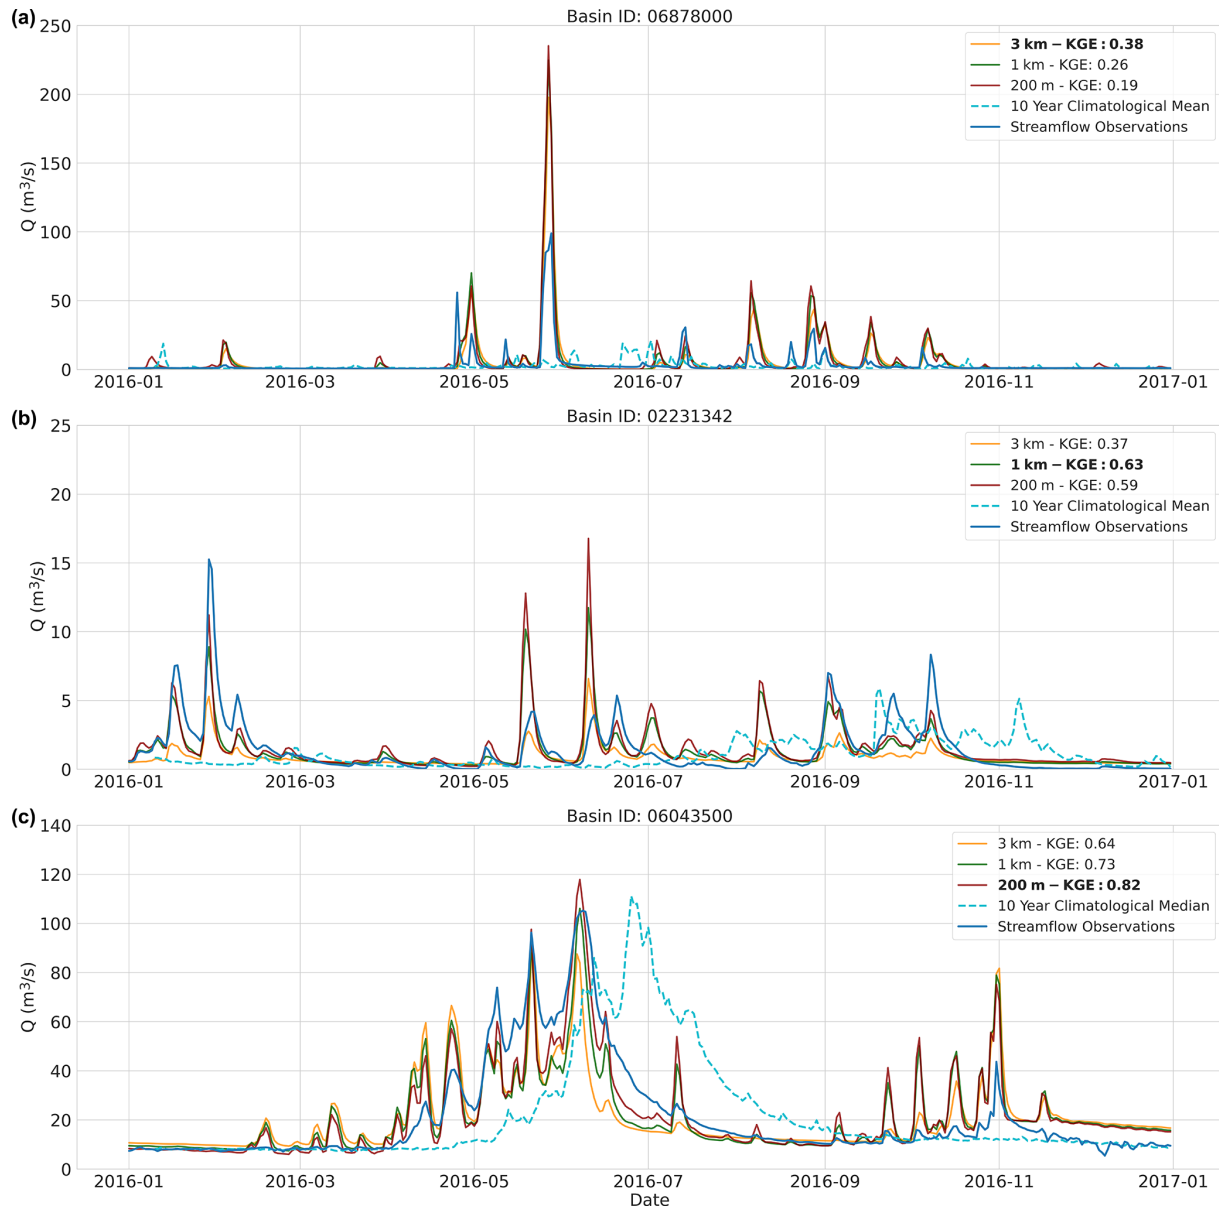 (a)
Basin ID: 06878000
3 km − KGE : 0.38
1 km - KGE: 0.26
200 m - KGE: 0.19
10 Year Climatological Mean
Streamflow Observations
Q (m³/s)
250
200
150
100
50
0
2016-01 2016-03 2016-05 2016-07 2016-09 2016-11 2017-01
(b)
Basin ID: 02231342
3 km - KGE: 0.37
1 km − KGE : 0.63
200 m - KGE: 0.59
10 Year Climatological Mean
Streamflow Observations
Q (m³/s)
25
20
15
10
5
0
2016-01 2016-03 2016-05 2016-07 2016-09 2016-11 2017-01
(c)
Basin ID: 06043500
3 km - KGE: 0.64
1 km - KGE: 0.73
200 m − KGE : 0.82
10 Year Climatological Median
Streamflow Observations
Q (m³/s)
140
120
100
80
60
40
20
0
2016-01 2016-03 2016-05 2016-07 2016-09 2016-11 2017-01
Date